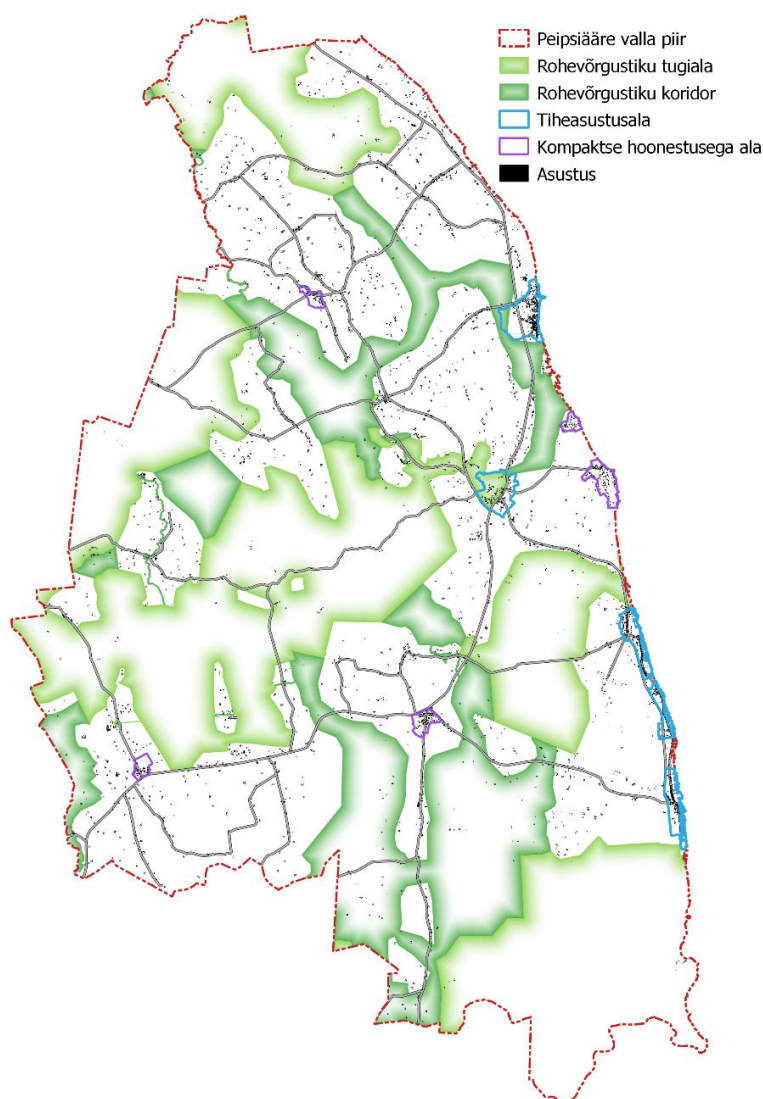 Peipsiääre valla piir
Rohevõrgustiku tugiala
Rohevõrgustiku koridor
Tiheasustusala
Kompaktse hoonestusega ala
Asustus